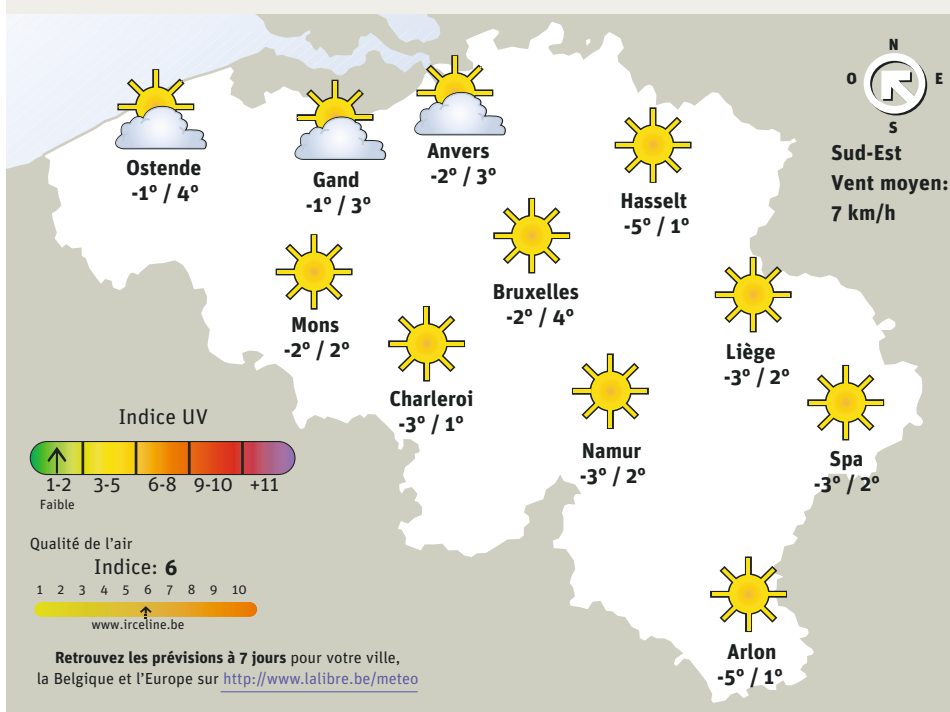 N
O E
S
Sud-Est
Vent moyen:
7 km/h
Ostende
-1° / 4°
Gand
-1° / 3°
Anvers
-2° / 3°
Hasselt
-5° / 1°
Bruxelles
-2° / 4°
Mons
-2° / 2°
Charleroi
-3° / 1°
Liège
-3° / 2°
Namur
-3° / 2°
Spa
-3° / 2°
Arlon
-5° / 1°
Indice UV
1-2 3-5 6-8 9-10 +11
Faible
Qualité de l'air
Indice: 6
1 2 3 4 5 6 7 8 9 10
www.irceline.be
Retrouvez les prévisions à 7 jours pour votre ville,
la Belgique et l'Europe sur http://www.lalibre.be/meteo